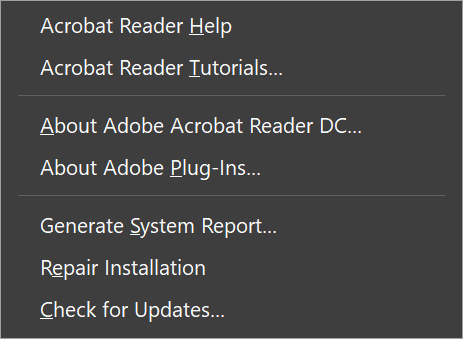 Acrobat Reader Help
Acrobat Reader Tutorials...
About Adobe Acrobat Reader DC...
About Adobe Plug-Ins...
Generate System Report...
Repair Installation
Check for Updates...